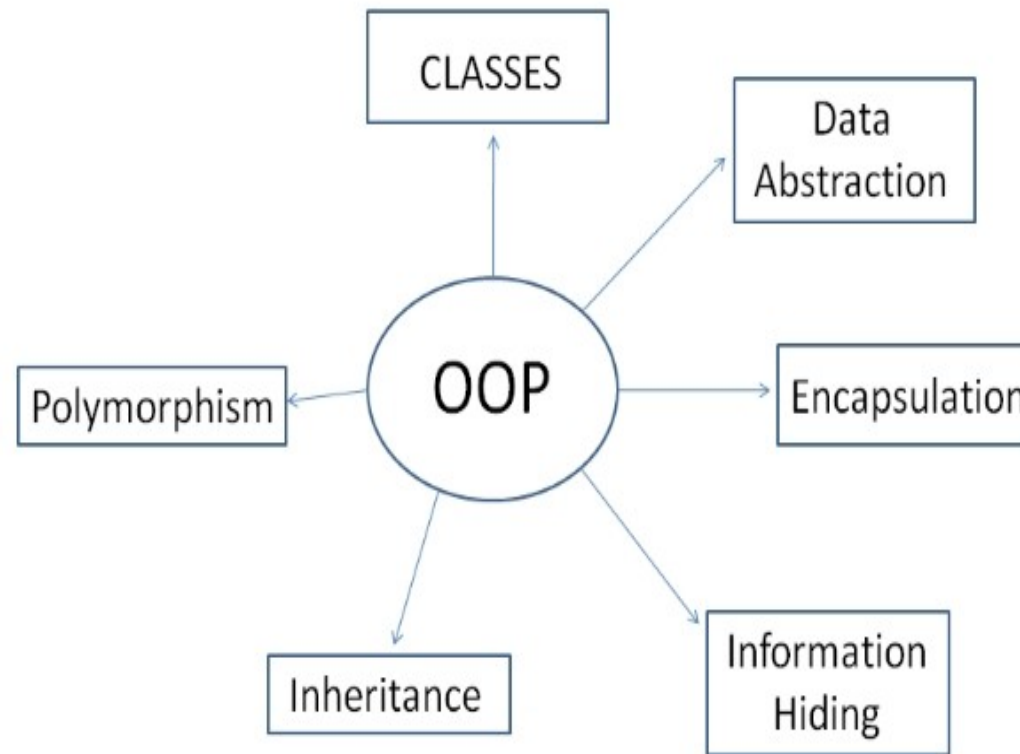 CLASSES
Data
Abstraction
OOP
Polymorphism
Encapsulation
Inheritance
Information
Hiding